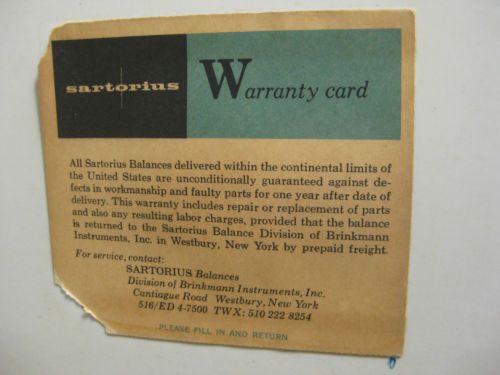 sartorius
Warranty card
All Sartorius Balances delivered within the continental limits of
the United States are unconditionally guaranteed against de-
fects in workmanship and faulty parts for one year after date of
delivery. This warranty includes repair or replacement of parts
and also any resulting labor charges, provided that the balance
is returned to the Sartorius Balance Division of Brinkmann
Instruments, Inc. in Westbury, New York by prepaid freight.
For service, contact:
SARTORIUS Balances
Division of Brinkmann Instruments, Inc.
Cantiague Road Westbury, New York
516/ED 4-7500 TWX: 510 222 8254
PLEASE FILL IN AND RETURN